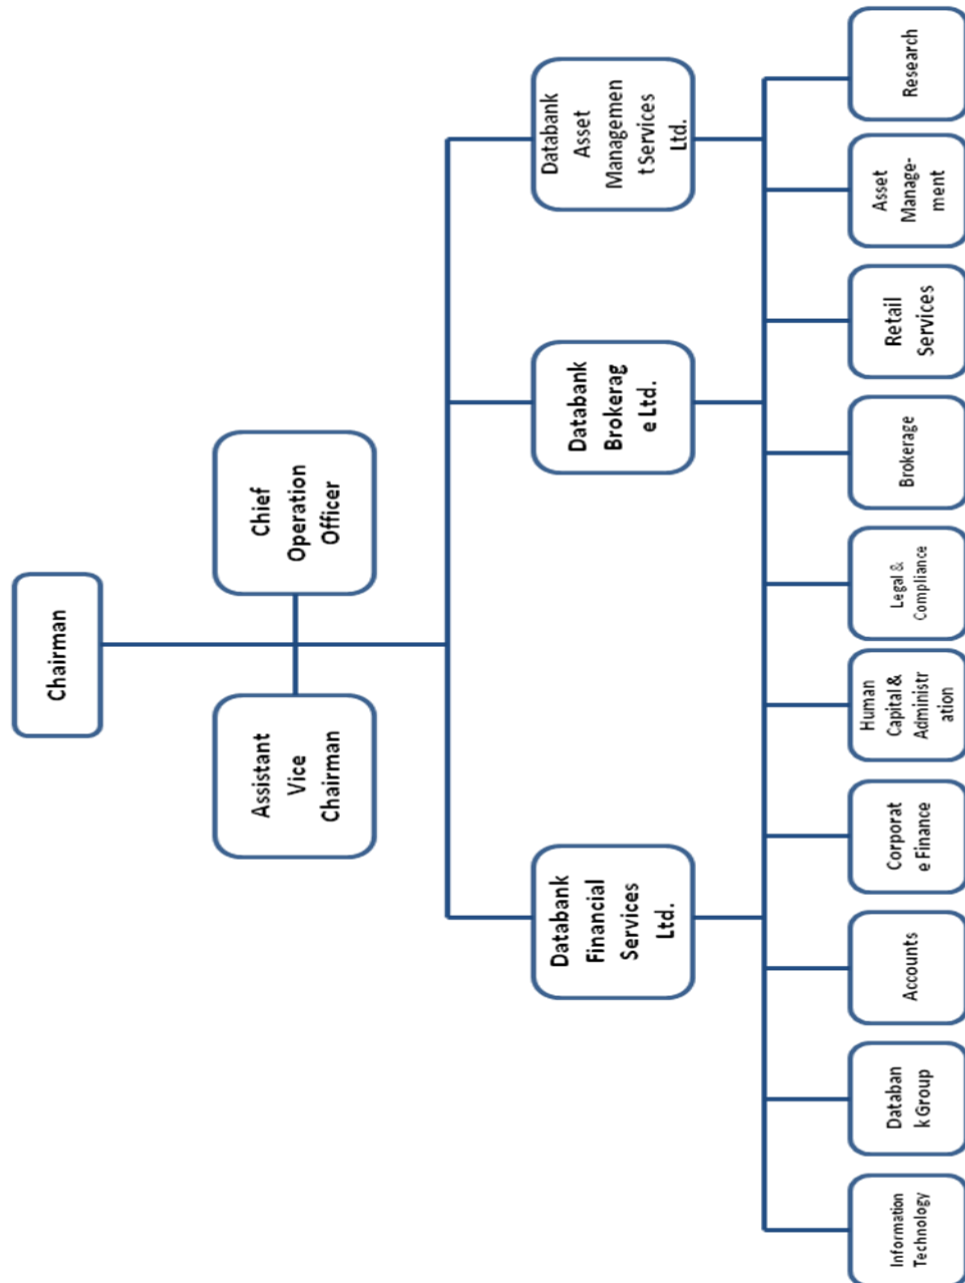 Chairman
Assistant
Vice
Chairman
Chief
Operation
Officer
Databank
Financial
Services
Ltd.
Databank
Brokerag
e Ltd.
Databank
Asset
Managemen
t Services
Ltd.
Information
Technology
Databan
k Group
Accounts
Corporat
e Finance
Human
Capital &
Administr
ation
Legal &
Compliance
Brokerage
Retail
Services
Asset
Manage-
ment
Research